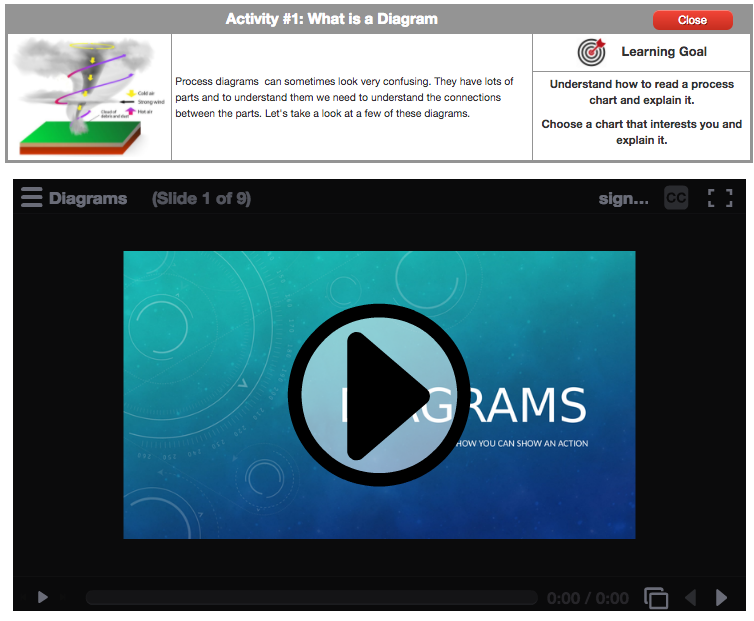 Activity #1: What is a Diagram
Close
Cold air
Strong wind
Hot air
Cloud of
debris and dust
Process diagrams can sometimes look very confusing. They have lots of
parts and to understand them we need to understand the connections
between the parts. Let's take a look at a few of these diagrams.
Learning Goal
Understand how to read a process
chart and explain it.
Choose a chart that interests you and
explain it.
Diagrams (Slide 1 of 9)
sign...
CC
GRAMS
HOW YOU CAN SHOW AN ACTION
0:00 / 0:00